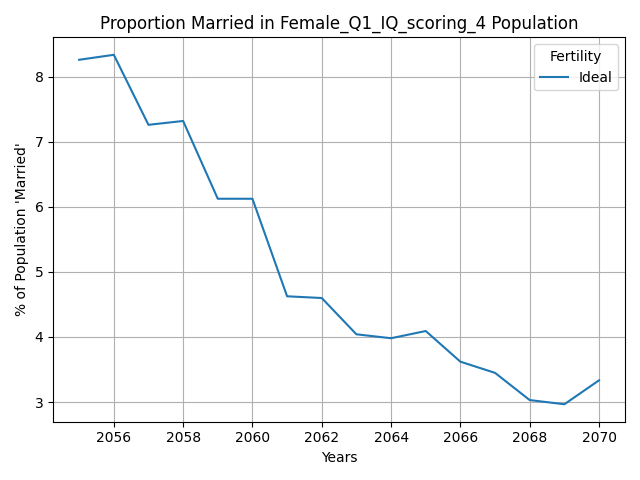 Proportion Married in Female_Q1_IQ_scoring_4 Population
% of Population 'Married'
8
7
6
5
4
3
Fertility
Ideal
2056 2058 2060 2062 2064 2066 2068 2070
Years